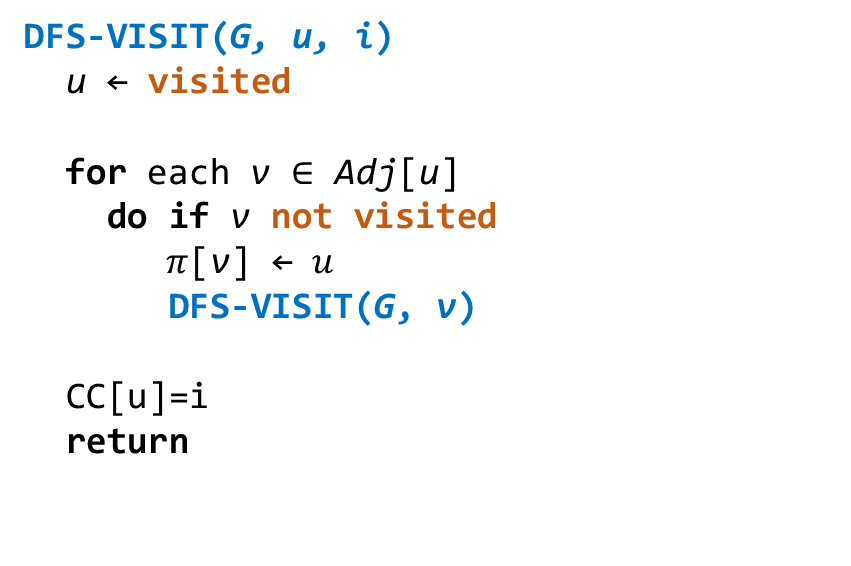 DFS-VISIT(G, u, i)
u ← visited
for each v ∈ Adj[u]
do if v not visited
π[v] ← u
DFS-VISIT(G, v)
CC[u]=i
return